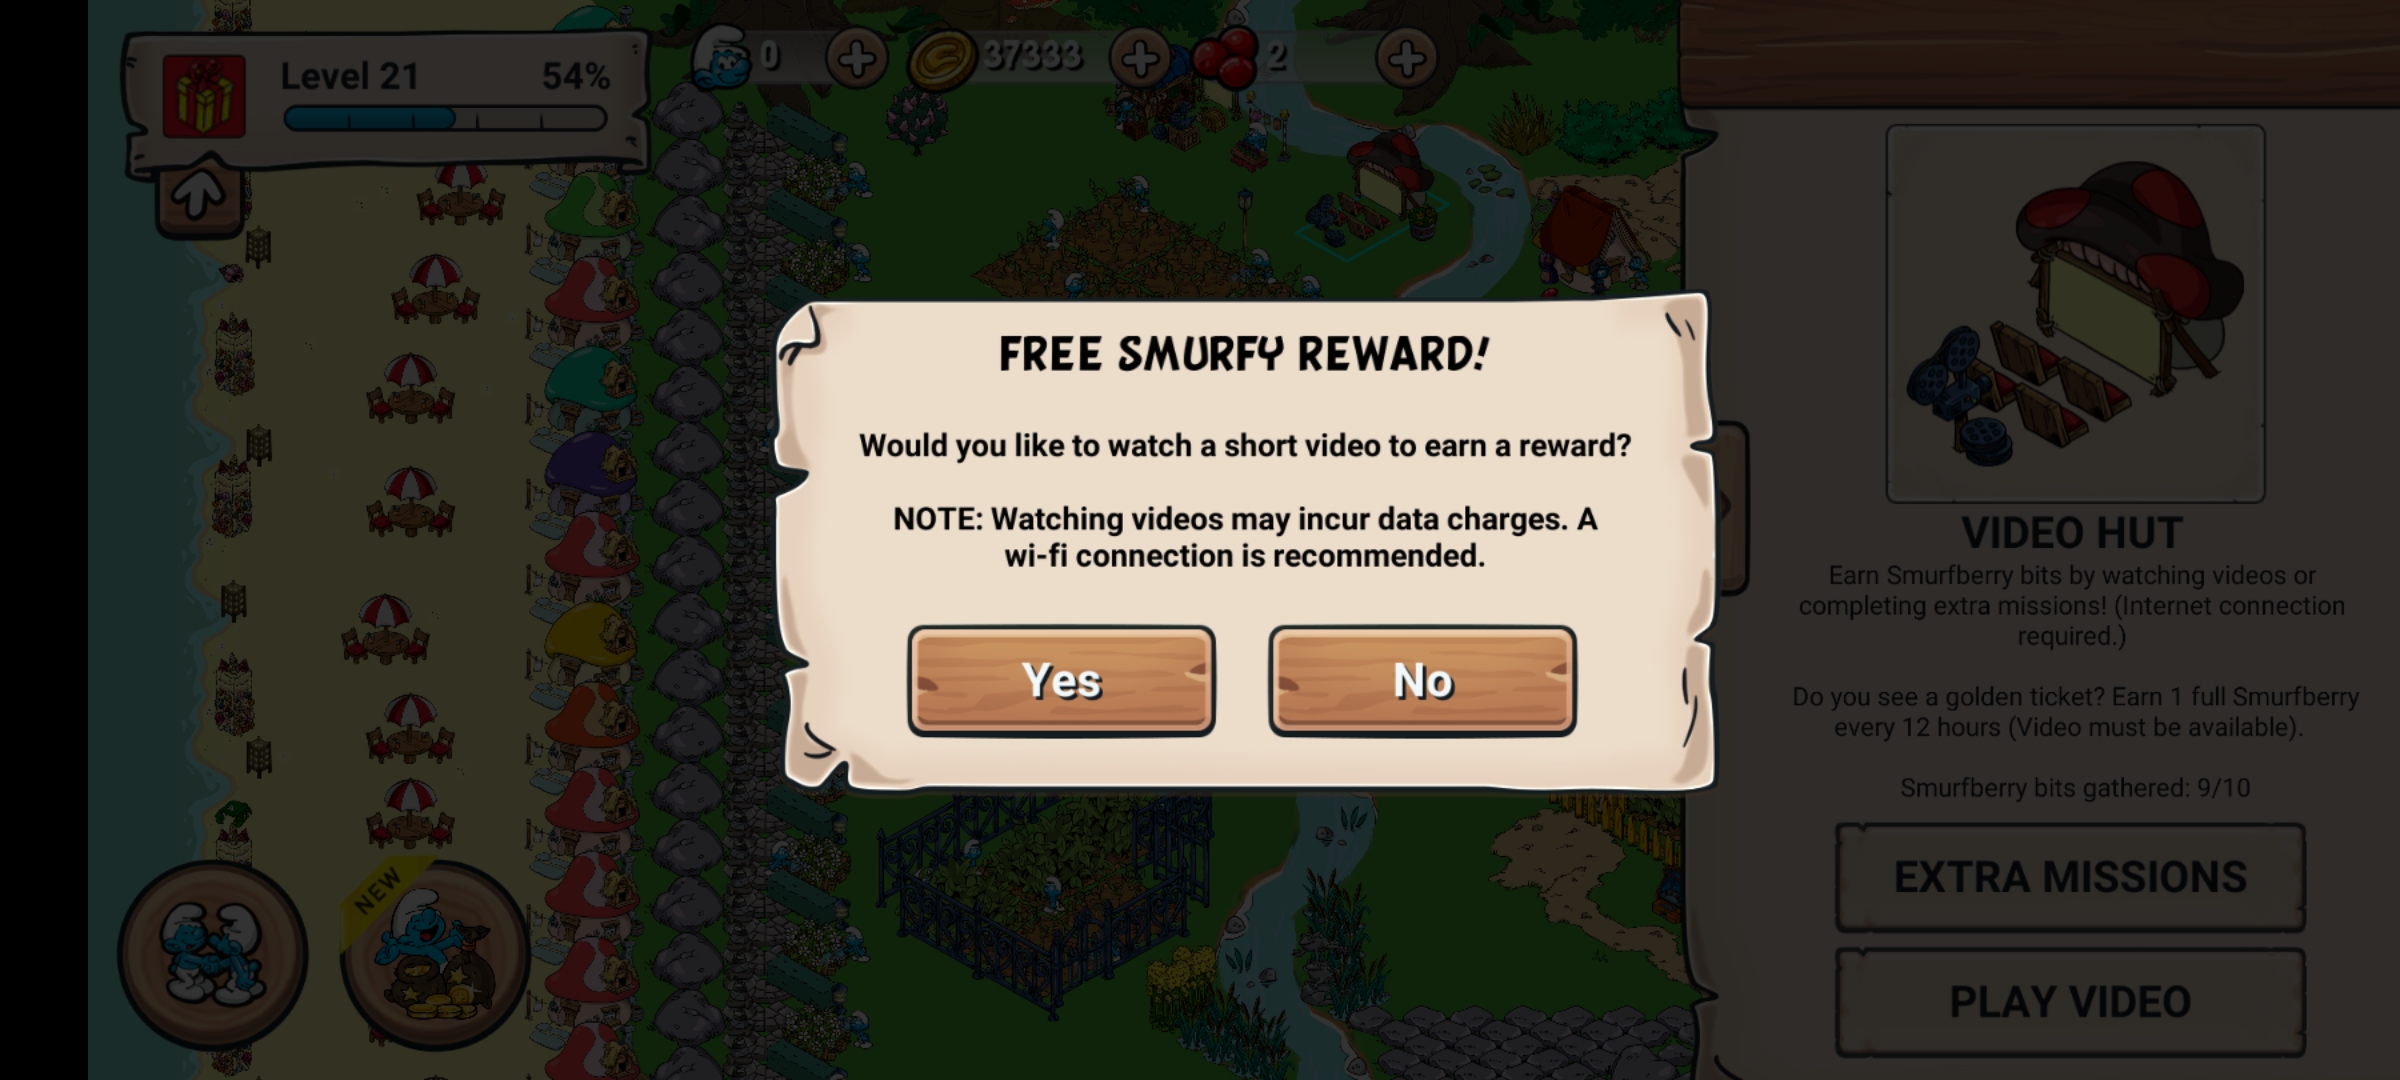 Level 21
54%
0
37333
2
FREE SMURFY REWARD!
Would you like to watch a short video to earn a reward?
NOTE: Watching videos may incur data charges. A
wi-fi connection is recommended.
Yes
No
VIDEO HUT
Earn Smurfberry bits by watching videos or
completing extra missions! (Internet connection
required.)
Do you see a golden ticket? Earn 1 full Smurfberry
every 12 hours (Video must be available).
Smurfberry bits gathered: 9/10
EXTRA MISSIONS
PLAY VIDEO
NEW